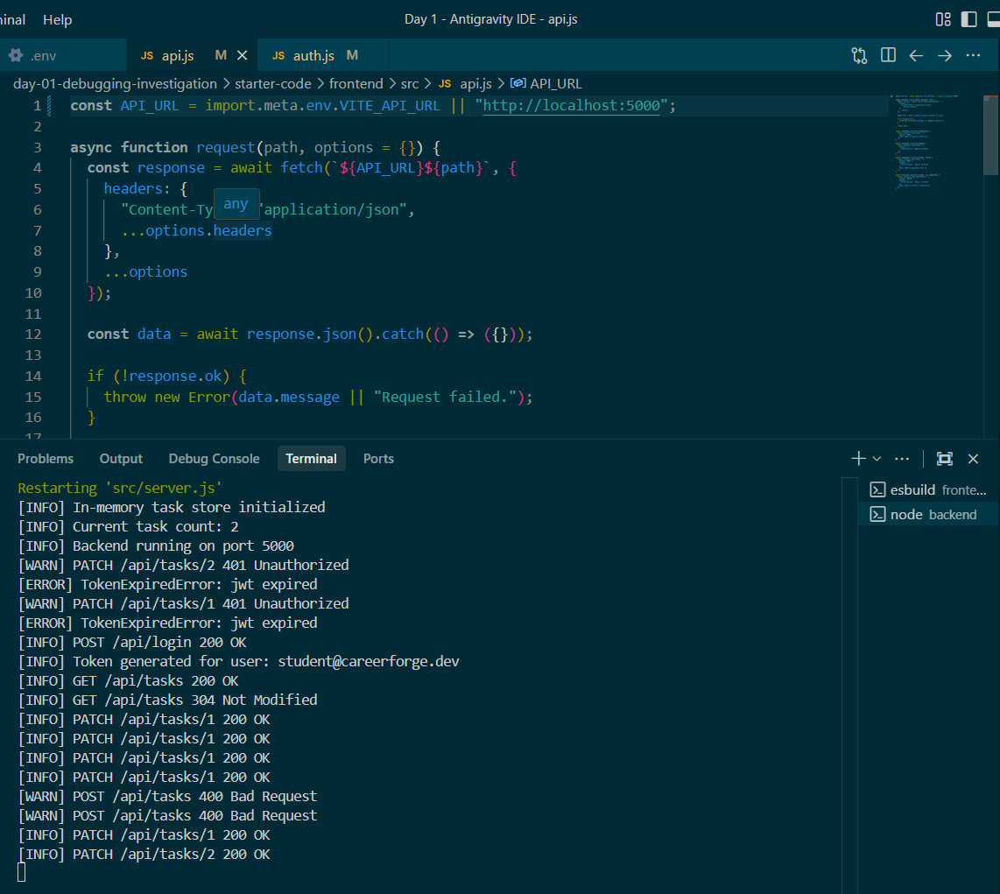 inal Help Day 1 - Antigravity IDE - api.js
.env JS api.js M JS auth.js M
day-01-debugging-investigation > starter-code > frontend > src > JS api.js > API_URL
1 const API_URL = import.meta.env.VITE_API_URL || "http://localhost:5000";
2
3 async function request(path, options = {}) {
4 const response = await fetch(`${API_URL}${path}`, {
5 headers: {
6 "Content-Ty any "application/json",
7 ...options.headers
8 },
9 ...options
10 });
11
12 const data = await response.json().catch(() => ({}));
13
14 if (!response.ok) {
15 throw new Error(data.message || "Request failed.");
16 }
17
Problems Output Debug Console Terminal Ports
Restarting 'src/server.js'
[INFO] In-memory task store initialized
[INFO] Current task count: 2
[INFO] Backend running on port 5000
[WARN] PATCH /api/tasks/2 401 Unauthorized
[ERROR] TokenExpiredError: jwt expired
[WARN] PATCH /api/tasks/1 401 Unauthorized
[ERROR] TokenExpiredError: jwt expired
[INFO] POST /api/login 200 OK
[INFO] Token generated for user: student@careerforge.dev
[INFO] GET /api/tasks 200 OK
[INFO] GET /api/tasks 304 Not Modified
[INFO] PATCH /api/tasks/1 200 OK
[INFO] PATCH /api/tasks/1 200 OK
[INFO] PATCH /api/tasks/1 200 OK
[INFO] PATCH /api/tasks/1 200 OK
[WARN] POST /api/tasks 400 Bad Request
[WARN] POST /api/tasks 400 Bad Request
[INFO] PATCH /api/tasks/1 200 OK
[INFO] PATCH /api/tasks/2 200 OK
esbuild fronte...
node backend